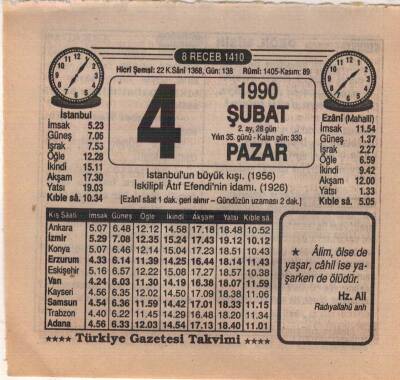 8 RECEB 1410
Hicrî Şemsî: 22 K.Sâni 1368, Gün: 138 Rûmî: 1405-Kasım: 89
4
1990
ŞUBAT
2. ay, 28 gün
Yılın 35. günü - Kalan gün: 330
PAZAR
İstanbul
İmsak 5.23
Güneş 7.06
İşrak 7.53
Öğle 12.28
İkindi 15.11
Akşam 17.30
Yatsı 19.03
Kıble sâ. 10.51
Ezânî (Mahallî)
İmsak 11.54
Güneş 1.37
İşrak 2.27
Öğle 6.59
İkindi 9.42
Akşam 12.00
Yatsı 1.33
Kıble sâ. 5.05
İstanbul'un büyük kışı. (1956)
İskilipli Âtıf Efendi'nin idamı. (1926)
[Ezânî sâat 1 dak. geri alınır – Gündüzün uzaması 2 dak.]
Kış Sâati İmsak Güneş Öğle İkindi Akşam Yatsı Kıble sâ.
Ankara 5.07 6.48 12.12 14.58 17.18 18.48 10.52
İzmir 5.29 7.08 12.35 15.24 17.43 19.12 10.12
Konya 5.07 6.46 12.14 15.04 17.23 18.51 10.43
Erzurum 4.33 6.14 11.39 14.25 16.44 18.14 11.43
Eskişehir 5.16 6.57 12.22 15.08 17.27 18.57 10.38
Van 4.24 6.03 11.30 14.19 16.38 18.07 11.59
Kayseri 4.56 6.35 12.02 14.50 17.09 18.38 11.06
Samsun 4.54 6.36 11.59 14.42 17.01 18.33 11.15
Trabzon 4.40 6.22 11.45 14.29 16.48 18.20 11.34
Adana 4.56 6.33 12.03 14.54 17.13 18.40 11.01
★ Âlim, ölse de
yaşar, câhil ise ya-
şarken de ölüdür.
Hz. Ali
Radıyallahü anh
★★★★ Türkiye Gazetesi Takvimi ★★★★